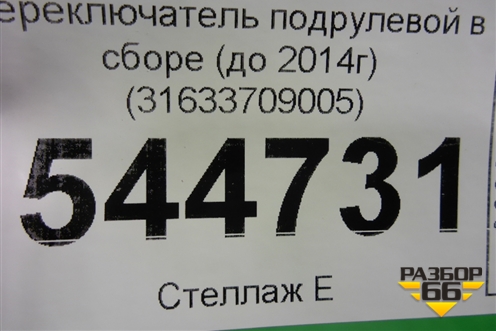 ереключатель подрулевой в
сборе (до 2014г)
(31633709005)
544731
Стеллаж Е
РАЗБОР
66